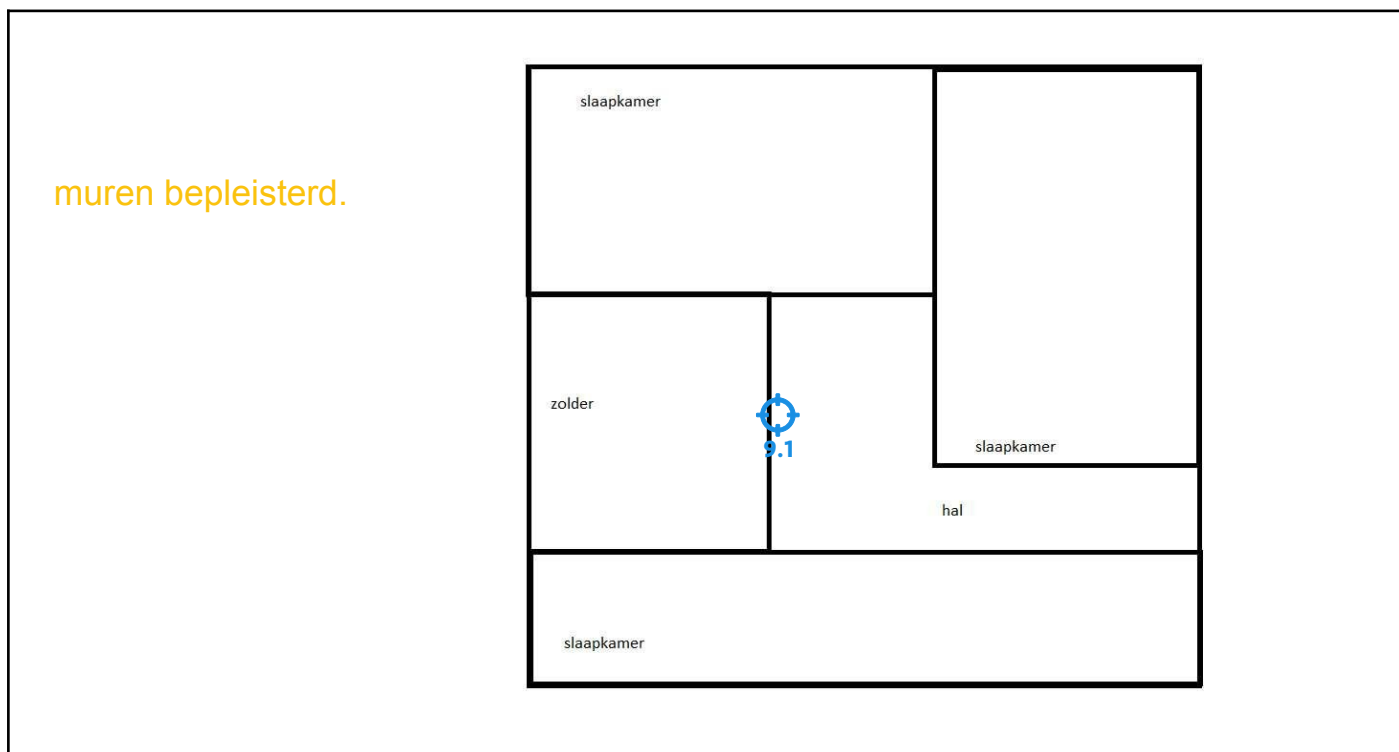 slaapkamer
muren bepleisterd.
zolder
9.1
slaapkamer
hal
slaapkamer